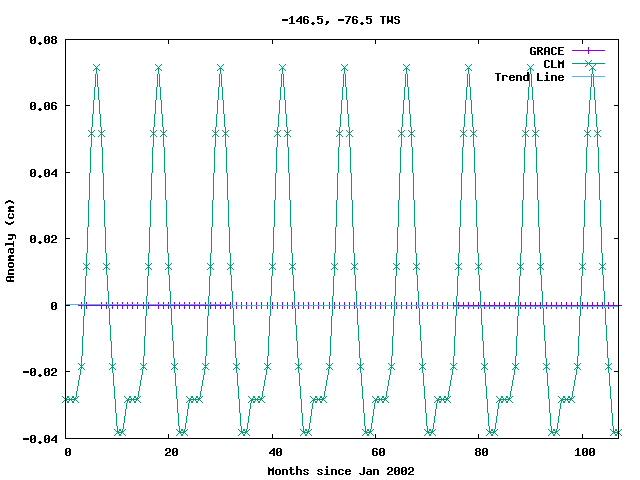 -146.5, -76.5 TWS
GRACE
CLM
Trend Line
0.08
0.06
0.04
0.02
0
-0.02
-0.04
Anomaly (cm)
0 20 40 60 80 100
Months since Jan 2002